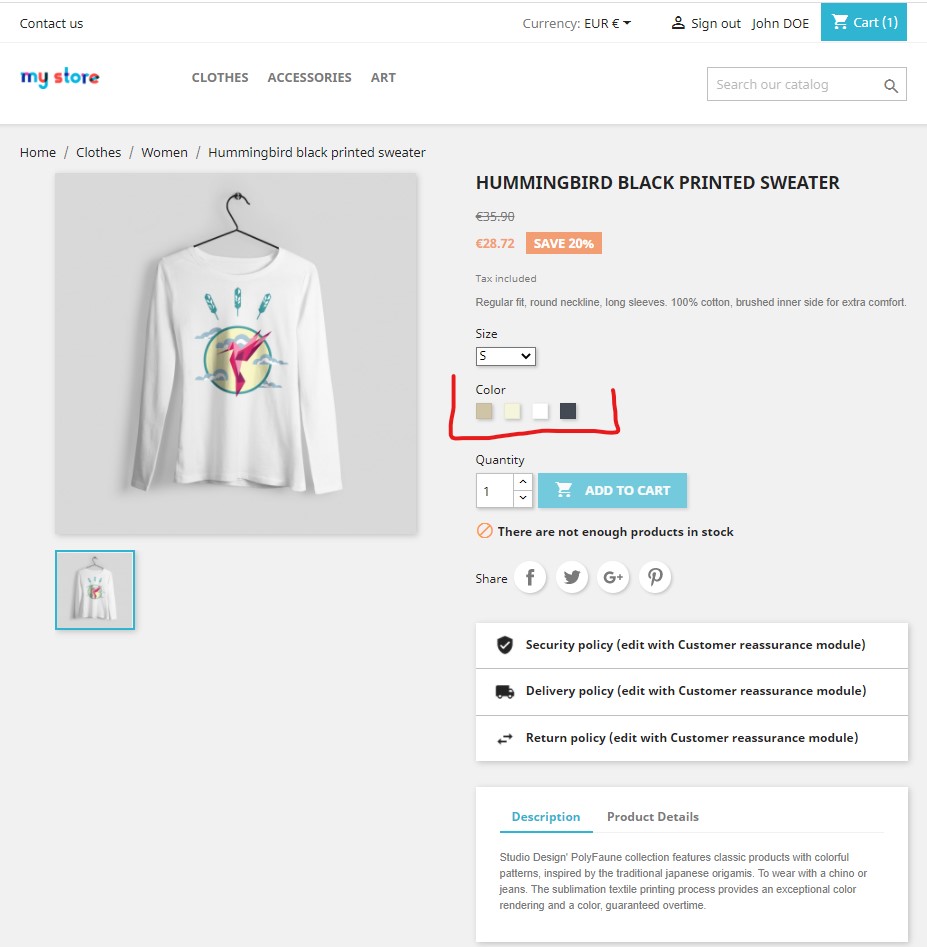 Contact us
Currency: EUR €
Sign out
John DOE
Cart (1)
my store
CLOTHES
ACCESSORIES
ART
Search our catalog
Home / Clothes / Women / Hummingbird black printed sweater
HUMMINGBIRD BLACK PRINTED SWEATER
€35.90
€28.72 SAVE 20%
Tax included
Regular fit, round neckline, long sleeves. 100% cotton, brushed inner side for extra comfort.
Size
S
Color
Quantity
1
ADD TO CART
There are not enough products in stock
Share
G+
Security policy (edit with Customer reassurance module)
Delivery policy (edit with Customer reassurance module)
Return policy (edit with Customer reassurance module)
Description
Product Details
Studio Design' PolyFaune collection features classic products with colorful
patterns, inspired by the traditional japanese origamis. To wear with a chino or
jeans. The sublimation textile printing process provides an exceptional color
rendering and a color, guaranteed overtime.